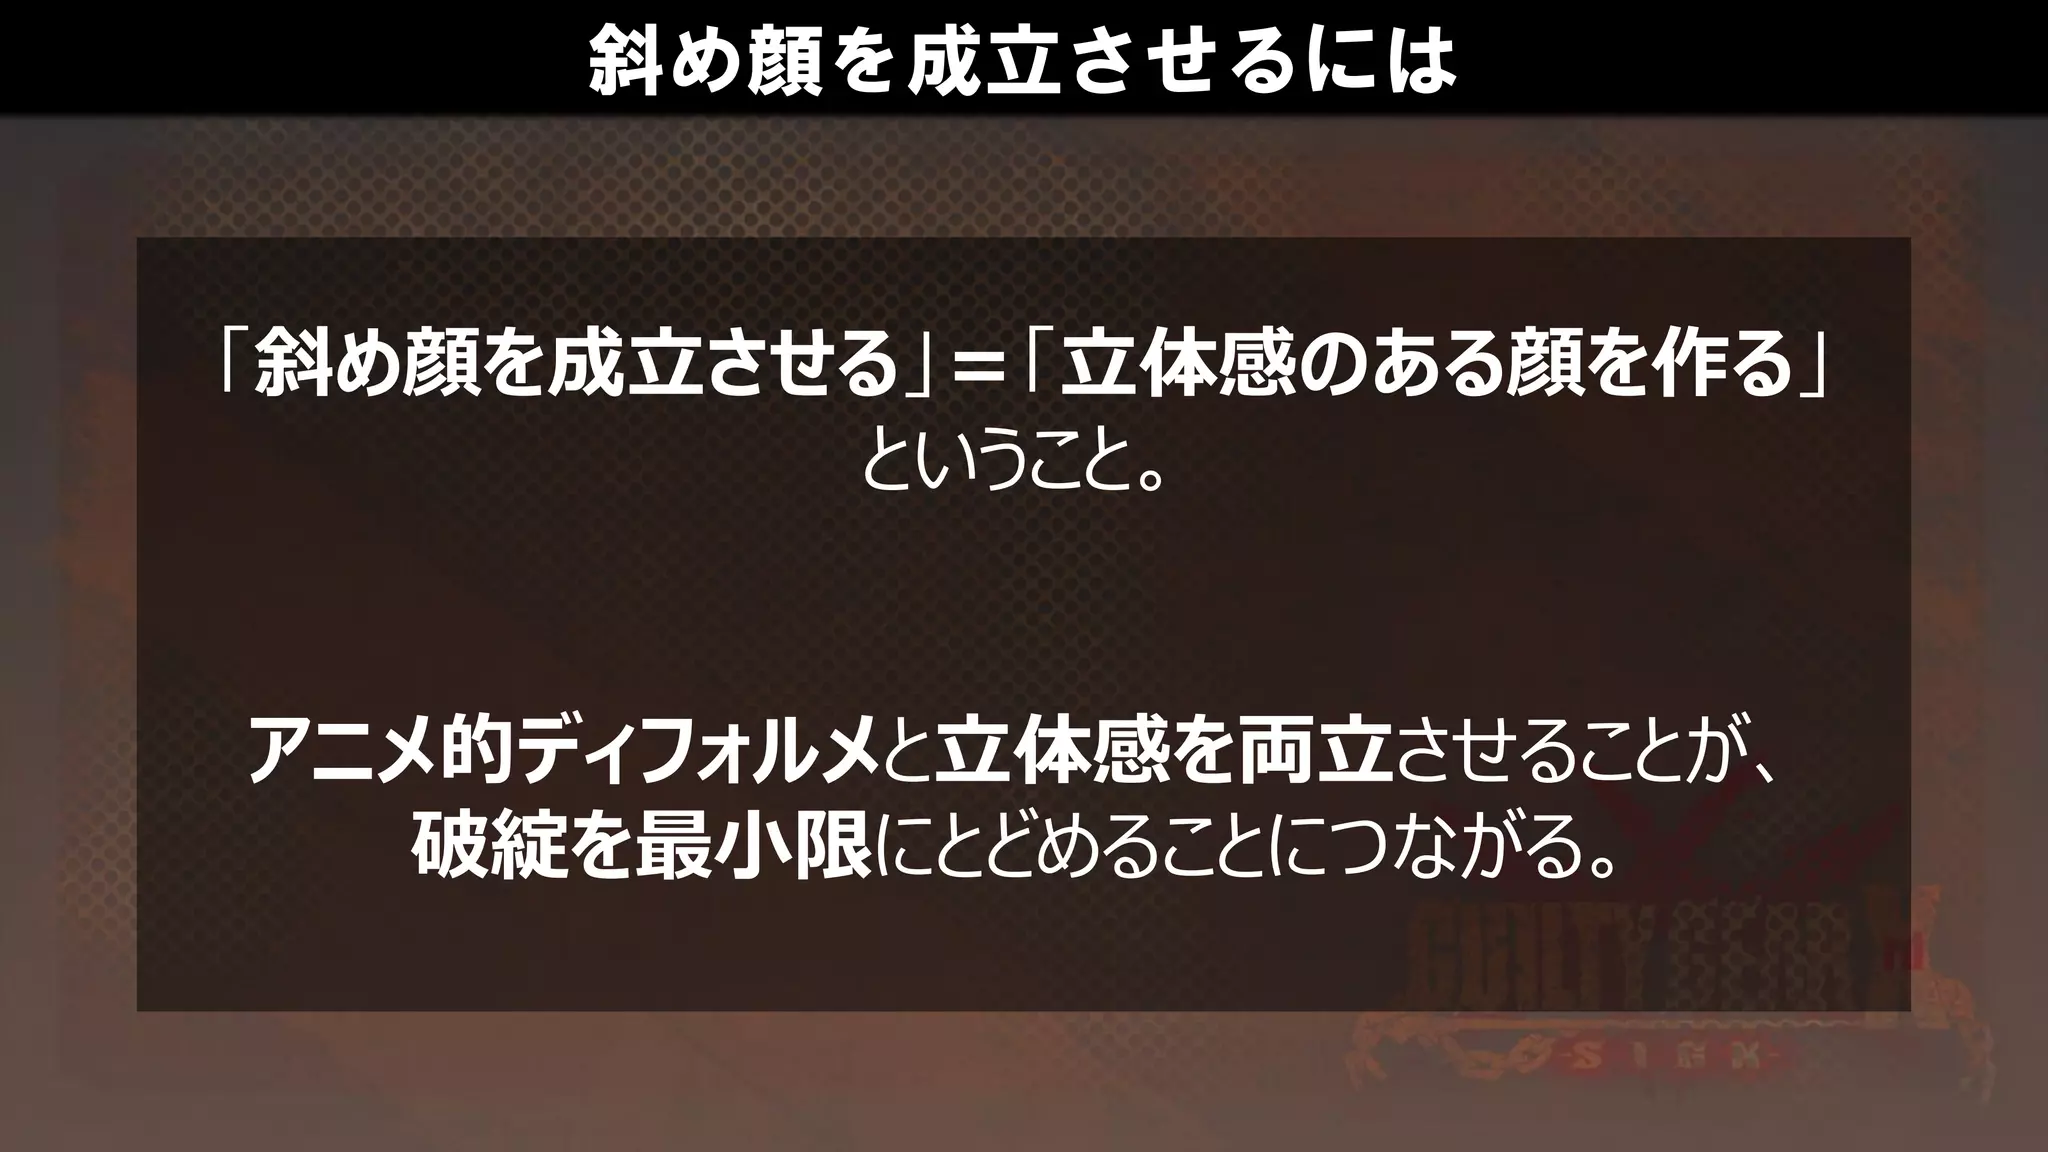 斜め顔を成立させるには
「斜め顔を成立させる」=「立体感のある顔を作る」
ということ。
アニメ的ディフォルメと立体感を両立させることが、
破綻を最小限にとどめることにつながる。
GUILTY GEAR Xrd
-SIGN-